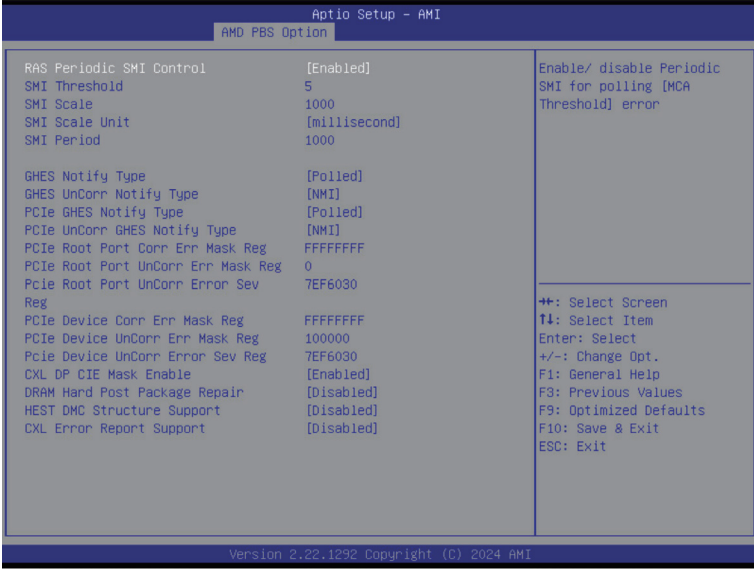 Aptio Setup – AMI
AMD PBS Option
RAS Periodic SMI Control [Enabled]
SMI Threshold 5
SMI Scale 1000
SMI Scale Unit [millisecond]
SMI Period 1000
GHES Notify Type [Polled]
GHES UnCorr Notify Type [NMI]
PCIe GHES Notify Type [Polled]
PCIe UnCorr GHES Notify Type [NMI]
PCIe Root Port Corr Err Mask Reg FFFFFFFF
PCIe Root Port UnCorr Err Mask Reg 0
Pcie Root Port UnCorr Error Sev 7EF6030
Reg
PCIe Device Corr Err Mask Reg FFFFFFFF
PCIe Device UnCorr Err Mask Reg 100000
Pcie Device UnCorr Error Sev Reg 7EF6030
CXL DP CIE Mask Enable [Enabled]
DRAM Hard Post Package Repair [Disabled]
HEST DMC Structure Support [Disabled]
CXL Error Report Support [Disabled]
Enable/ disable Periodic
SMI for polling [MCA
Threshold] error
→←: Select Screen
↑↓: Select Item
Enter: Select
+/-: Change Opt.
F1: General Help
F3: Previous Values
F9: Optimized Defaults
F10: Save & Exit
ESC: Exit
Version 2.22.1292 Copyright (C) 2024 AMI